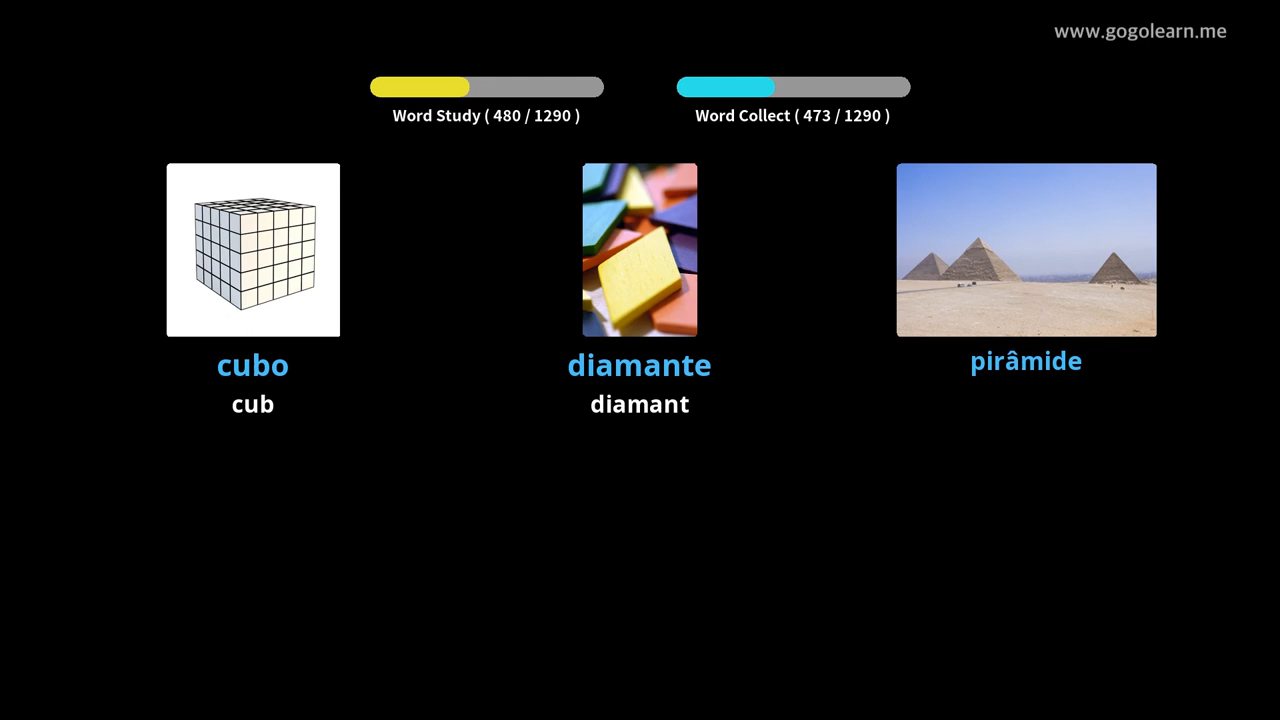 www.gogolearn.me
Word Study ( 480 / 1290 )
Word Collect ( 473 / 1290 )
cubo
cub
diamante
diamant
pirâmide